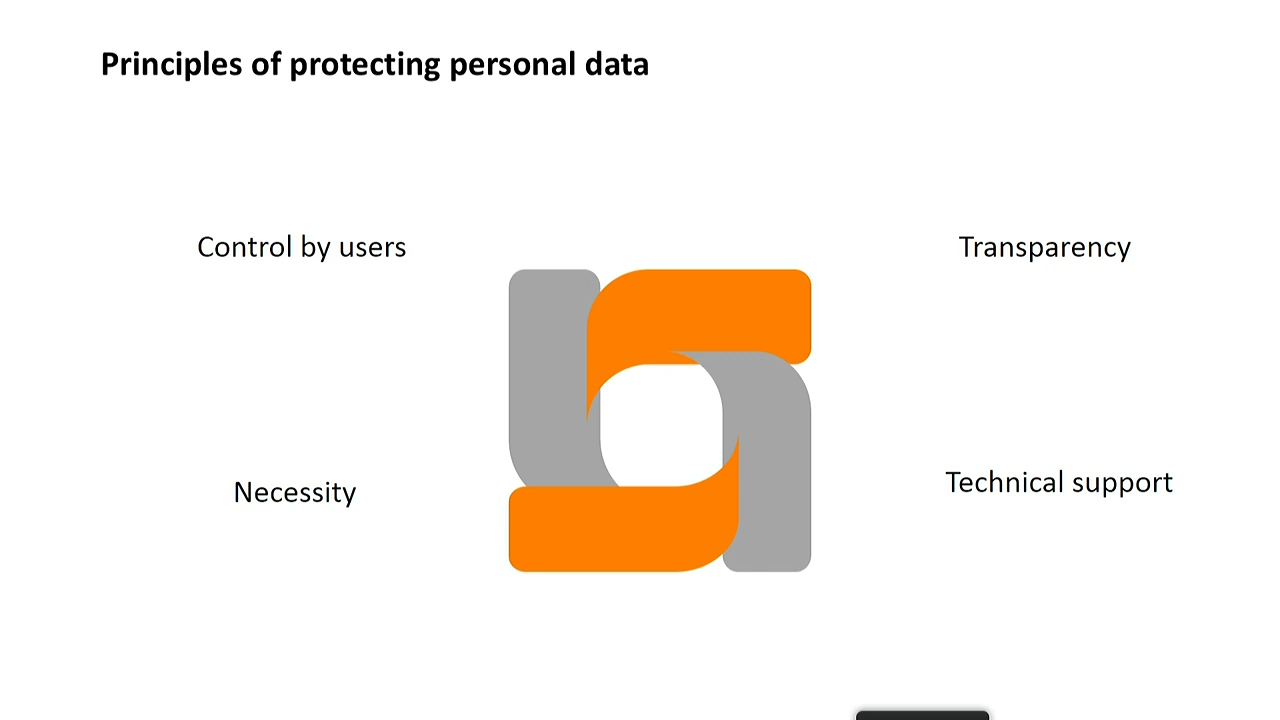 Principles of protecting personal data
Control by users
Transparency
Necessity
Technical support